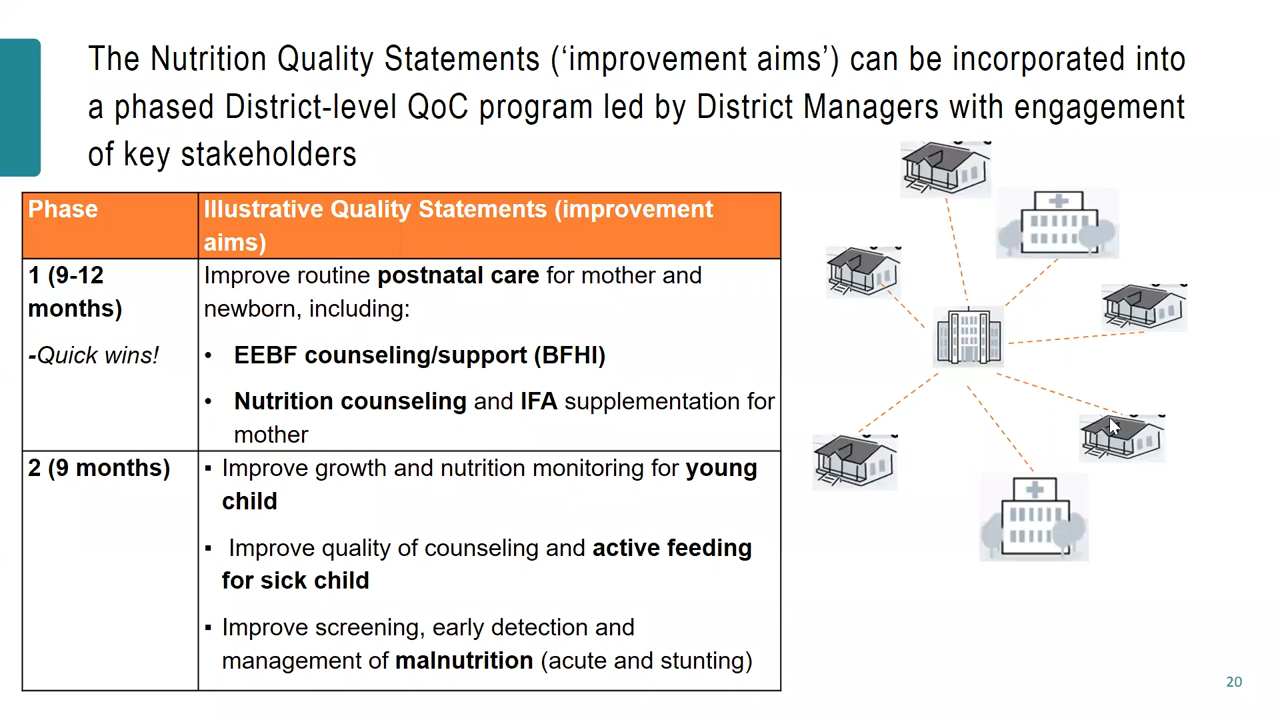 The Nutrition Quality Statements (‘improvement aims’) can be incorporated into
a phased District-level QoC program led by District Managers with engagement
of key stakeholders
Phase
Illustrative Quality Statements (improvement
aims)
1 (9-12
months)
-Quick wins!
Improve routine postnatal care for mother and
newborn, including:
• EEBF counseling/support (BFHI)
• Nutrition counseling and IFA supplementation for
mother
2 (9 months)
▪ Improve growth and nutrition monitoring for young
child
▪ Improve quality of counseling and active feeding
for sick child
▪ Improve screening, early detection and
management of malnutrition (acute and stunting)
20